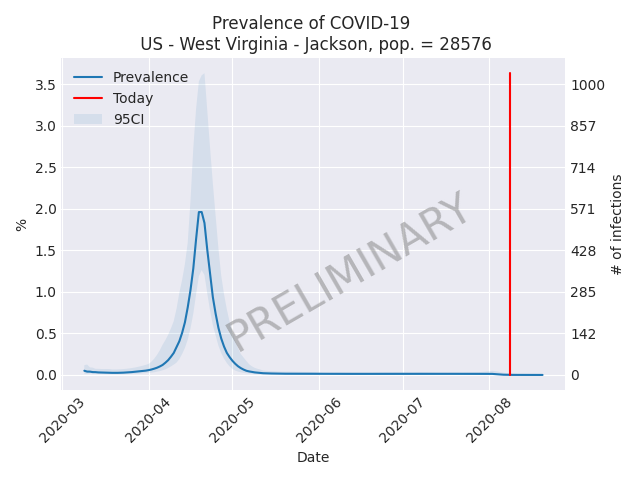 Prevalence of COVID-19
US - West Virginia - Jackson, pop. = 28576
Prevalence
Today
95CI
3.5
3.0
2.5
2.0
1.5
1.0
0.5
0.0
%
1000
857
714
571
428
285
142
0
# of infections
PRELIMINARY
2020-03
2020-04
2020-05
2020-06
2020-07
2020-08
Date